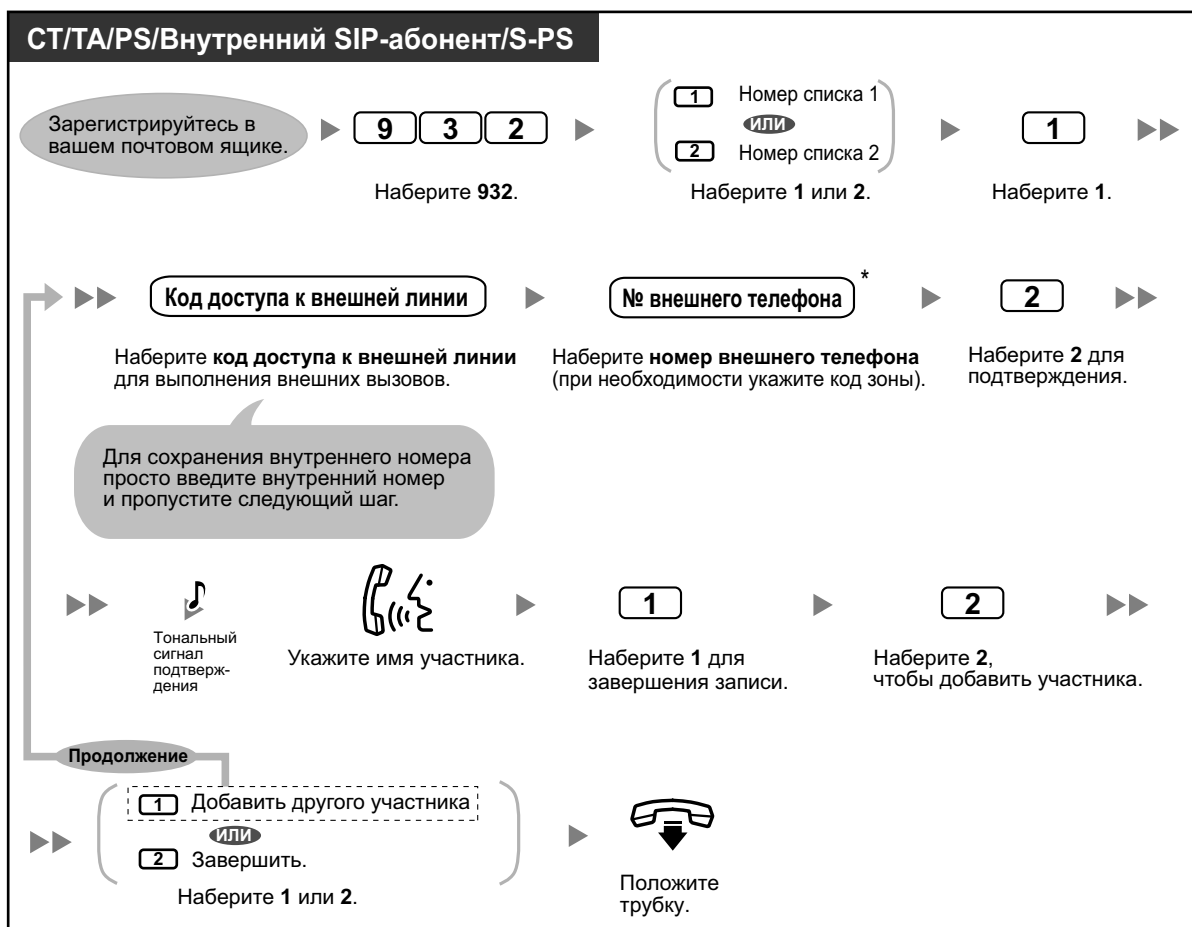 CT/TA/PS/Внутренний SIP-абонент/S-PS
Зарегистрируйтесь в
вашем почтовом ящике.
9 3 2
Наберите 932.
1 Номер списка 1
ИЛИ
2 Номер списка 2
Наберите 1 или 2.
1
Наберите 1.
Код доступа к внешней линии
Наберите код доступа к внешней линии
для выполнения внешних вызовов.
Для сохранения внутреннего номера
просто введите внутренний номер
и пропустите следующий шаг.
№ внешнего телефона*
Наберите номер внешнего телефона
(при необходимости укажите код зоны).
2
Наберите 2 для
подтверждения.
Тональный
сигнал
подтверж-
дения
Укажите имя участника.
1
Наберите 1 для
завершения записи.
2
Наберите 2,
чтобы добавить участника.
Продолжение
1 Добавить другого участника
ИЛИ
2 Завершить.
Наберите 1 или 2.
Положите
трубку.